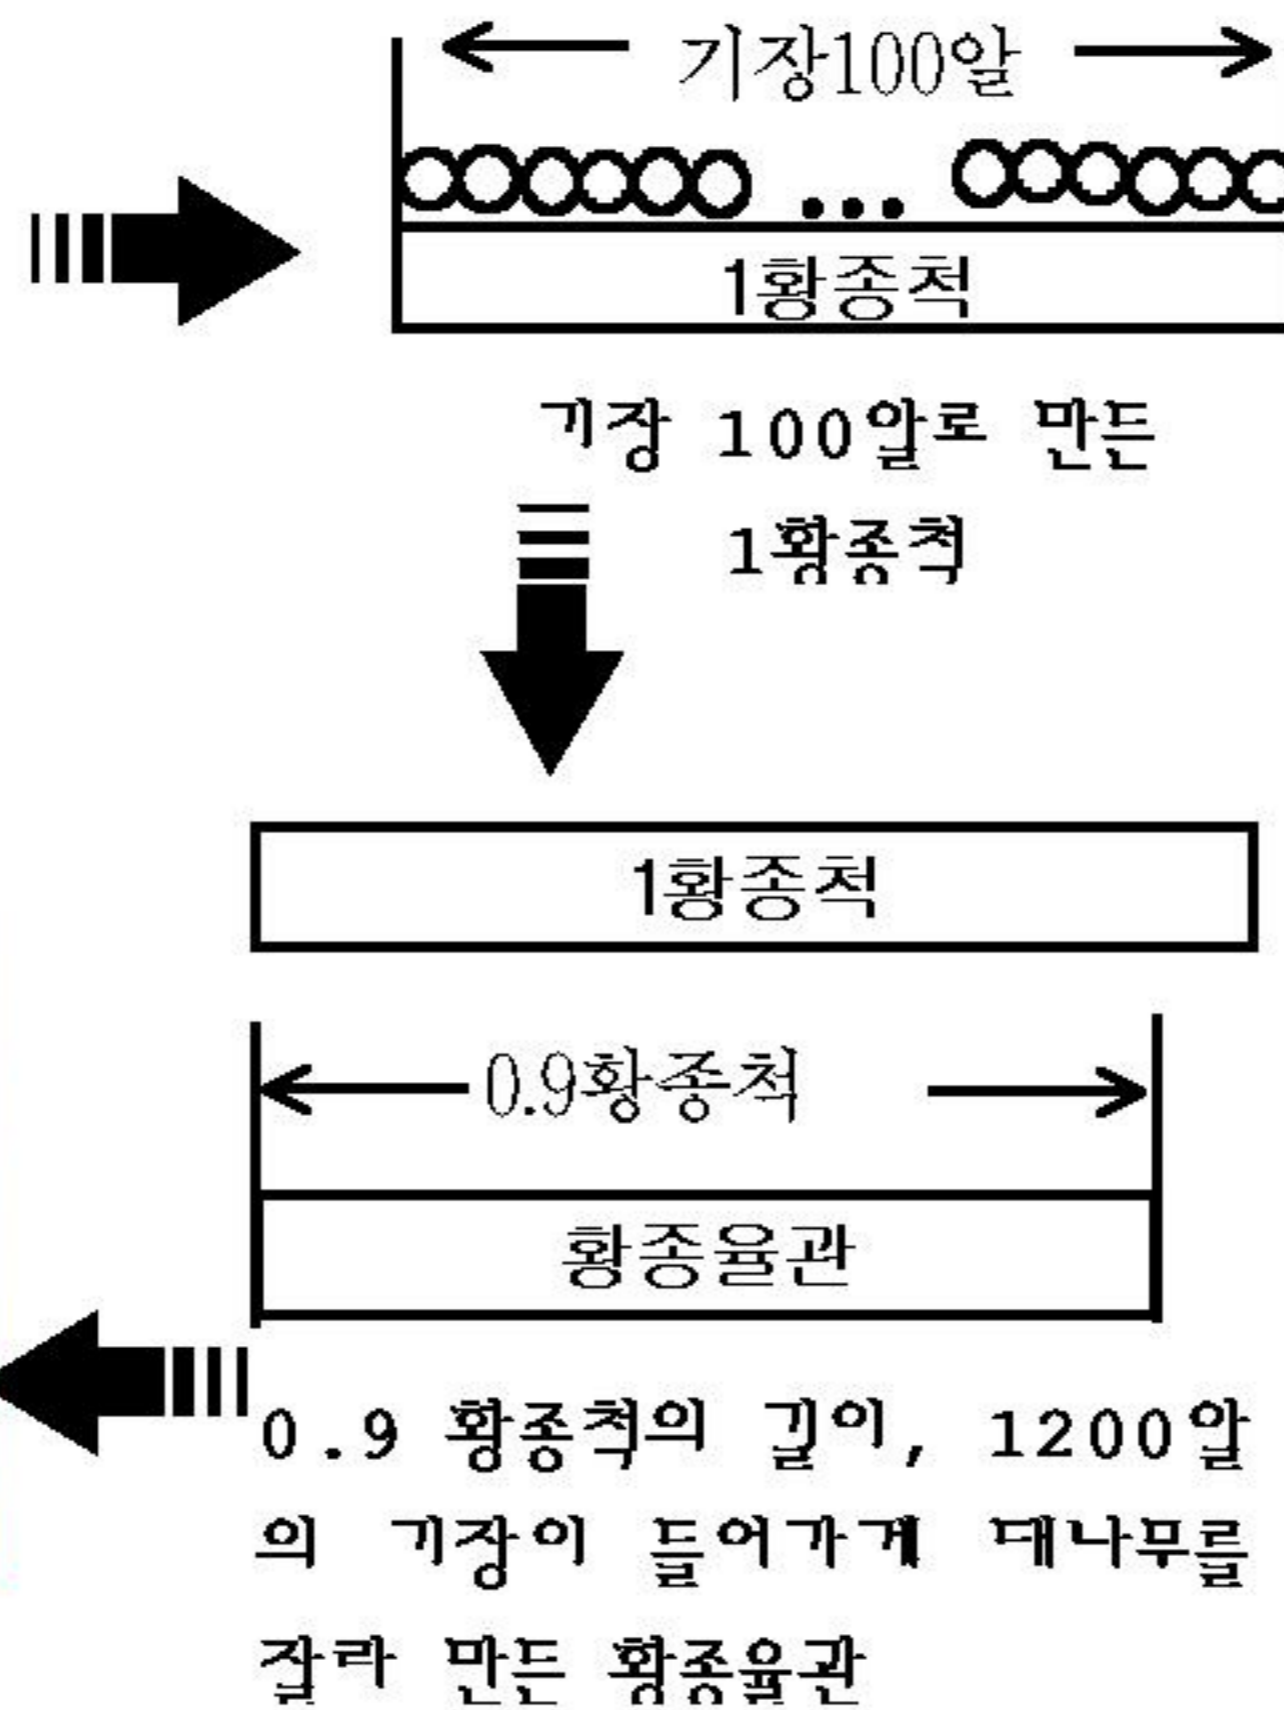 기장100알
1황종척
기장 100알로 만든
1황종척
1황종척
0.9황종척
황종율관
0.9 황종척의 길이, 1200알
의 기장이 들어가게 대나무를
잘라 만든 황종율관